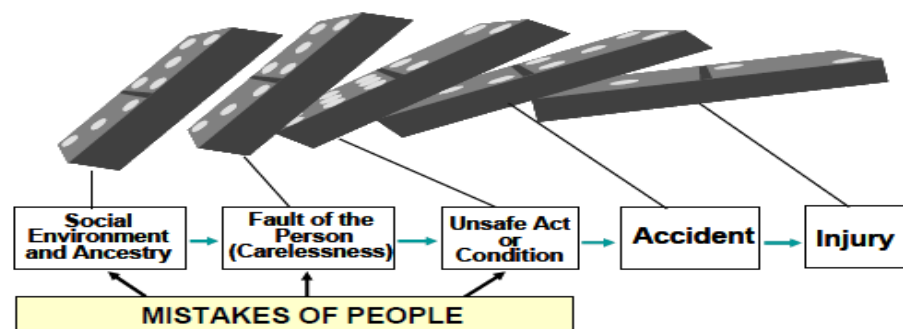 Social
Environment
and Ancestry
Fault of the
Person
(Carelessness)
Unsafe Act
or
Condition
Accident
Injury
MISTAKES OF PEOPLE